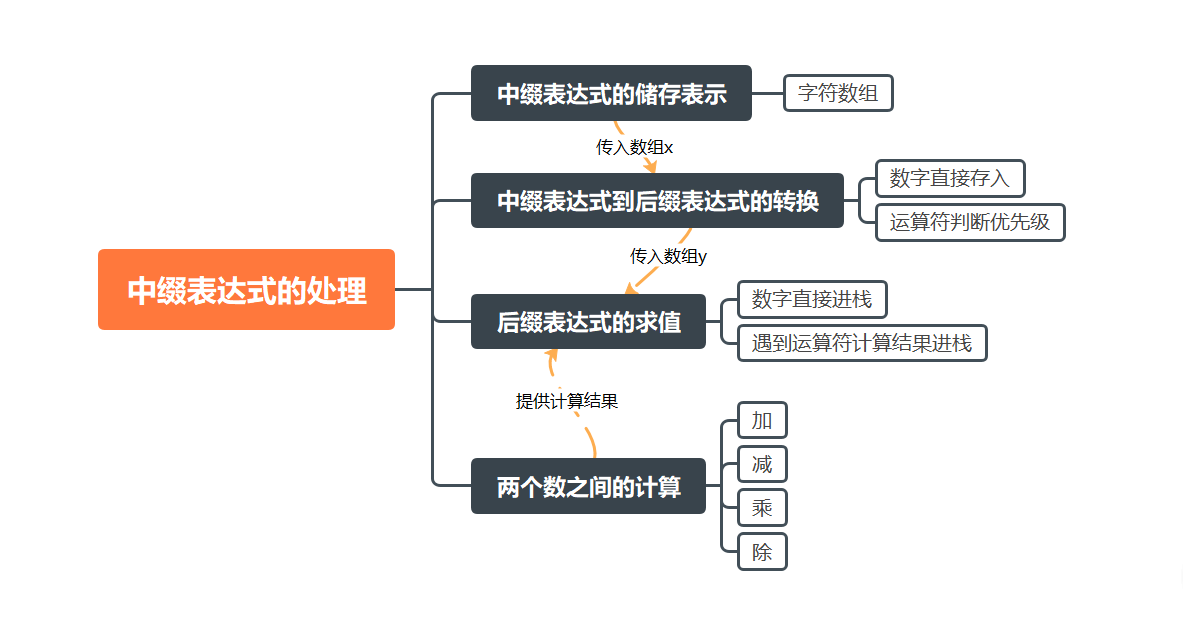 中缀表达式的储存表示
字符数组
传入数组x
中缀表达式到后缀表达式的转换
数字直接存入
运算符判断优先级
传入数组y
中缀表达式的处理
后缀表达式的求值
数字直接进栈
遇到运算符计算结果进栈
提供计算结果
两个数之间的计算
加
减
乘
除